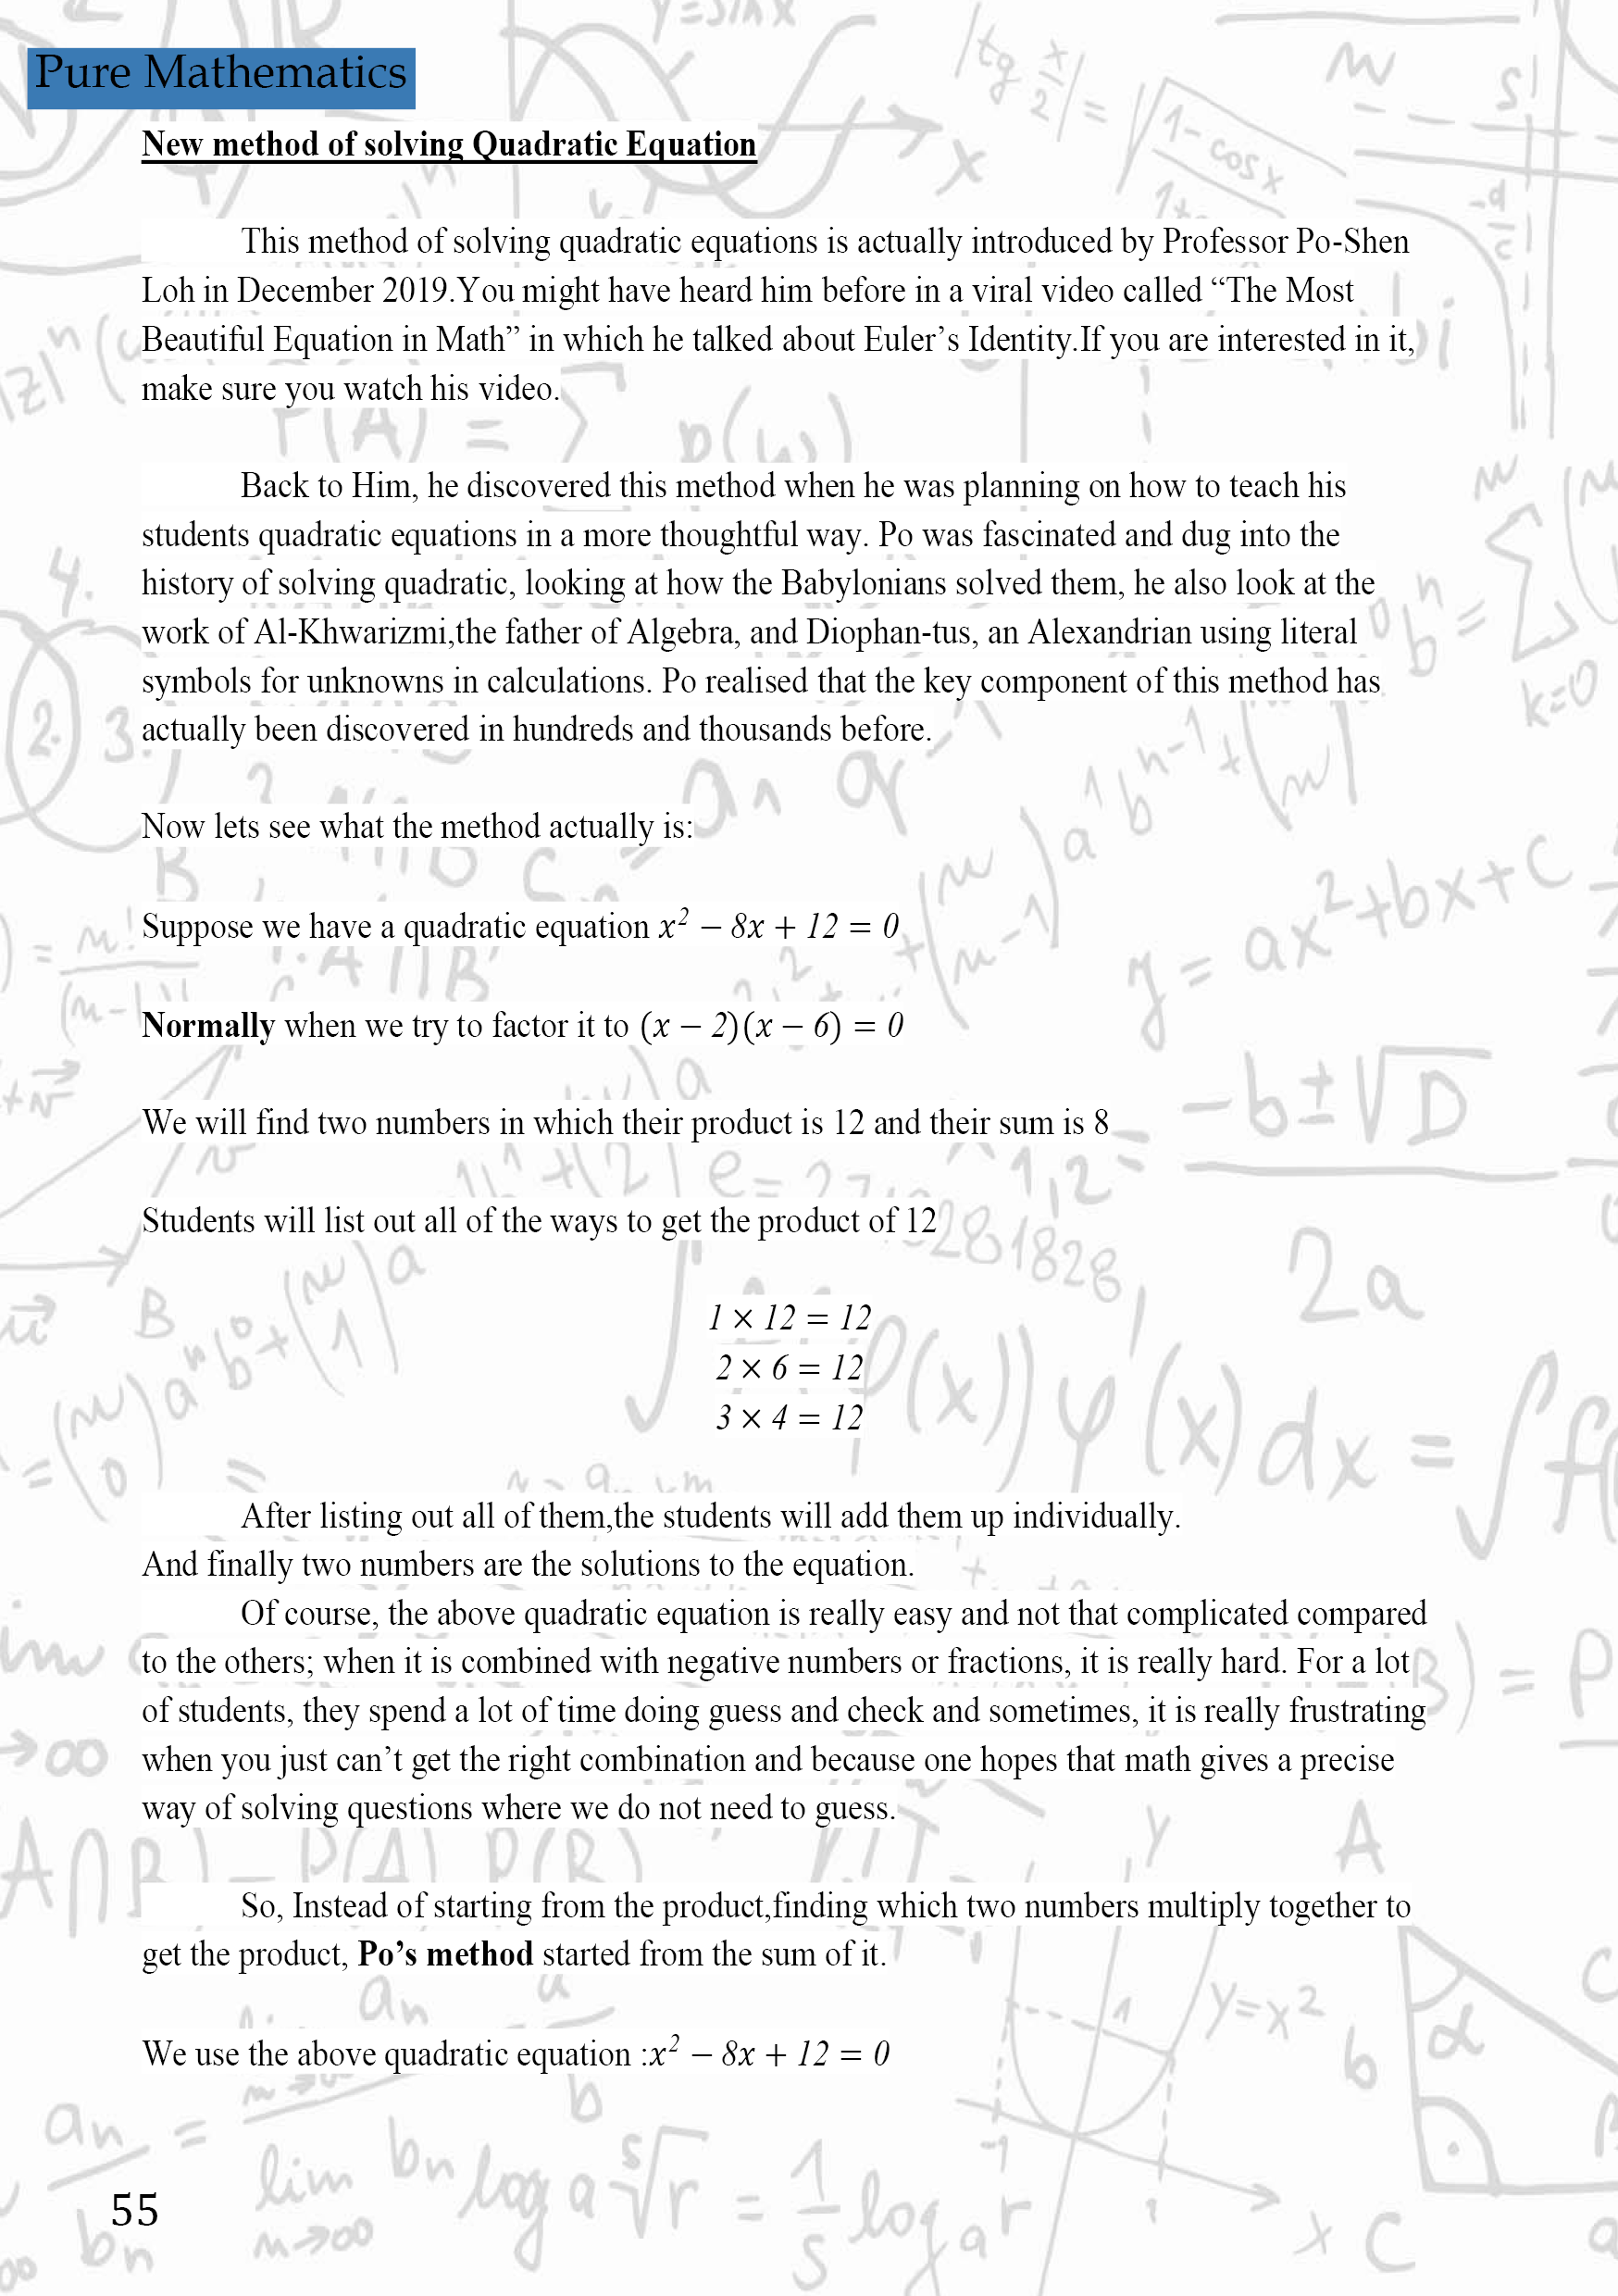 Pure Mathematics
New method of solving Quadratic Equation
This method of solving quadratic equations is actually introduced by Professor Po-Shen
Loh in December 2019.You might have heard him before in a viral video called “The Most
Beautiful Equation in Math” in which he talked about Euler’s Identity.If you are interested in it,
make sure you watch his video.
Back to Him, he discovered this method when he was planning on how to teach his
students quadratic equations in a more thoughtful way. Po was fascinated and dug into the
history of solving quadratic, looking at how the Babylonians solved them, he also look at the
work of Al-Khwarizmi,the father of Algebra, and Diophan-tus, an Alexandrian using literal
symbols for unknowns in calculations. Po realised that the key component of this method has
actually been discovered in hundreds and thousands before.
Now lets see what the method actually is:
Suppose we have a quadratic equation x² − 8x + 12 = 0
Normally when we try to factor it to (x − 2)(x − 6) = 0
We will find two numbers in which their product is 12 and their sum is 8
Students will list out all of the ways to get the product of 12
1 × 12 = 12
2 × 6 = 12
3 × 4 = 12
After listing out all of them,the students will add them up individually.
And finally two numbers are the solutions to the equation.
Of course, the above quadratic equation is really easy and not that complicated compared
to the others; when it is combined with negative numbers or fractions, it is really hard. For a lot
of students, they spend a lot of time doing guess and check and sometimes, it is really frustrating
when you just can’t get the right combination and because one hopes that math gives a precise
way of solving questions where we do not need to guess.
So, Instead of starting from the product,finding which two numbers multiply together to
get the product, Po’s method started from the sum of it.
We use the above quadratic equation :x² − 8x + 12 = 0
55